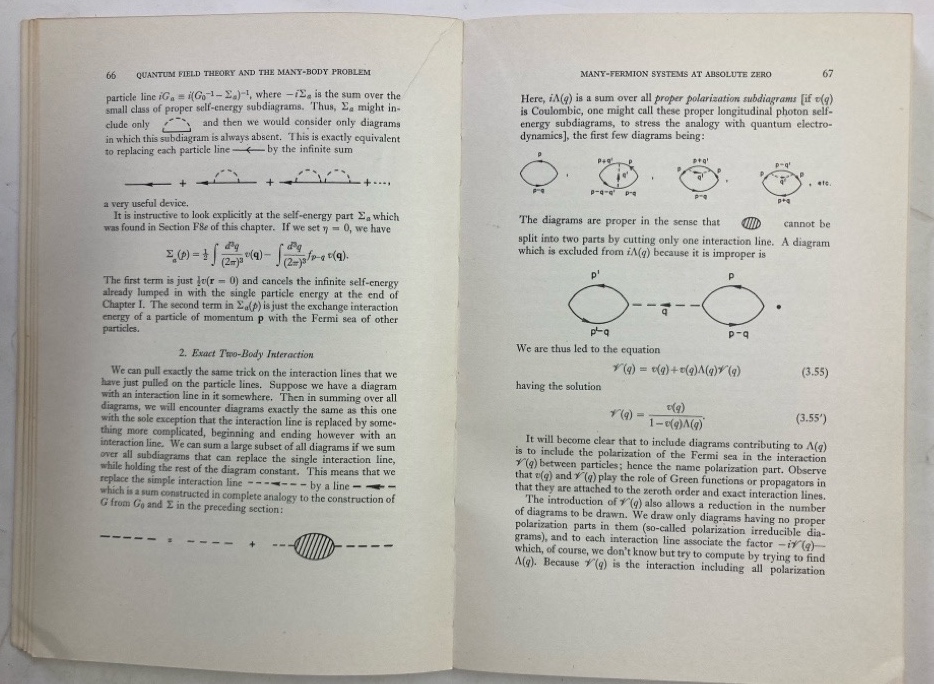 66 QUANTUM FIELD THEORY AND THE MANY-BODY PROBLEM
particle line iGₐ ≡ i(G₀⁻¹ − Σₐ)⁻¹, where −iΣₐ is the sum over the
small class of proper self-energy subdiagrams. Thus, Σₐ might in-
clude only and then we would consider only diagrams
in which this subdiagram is always absent. This is exactly equivalent
to replacing each particle line by the infinite sum
+ + +....
a very useful device.
It is instructive to look explicitly at the self-energy part Σₐ which
was found in Section F8e of this chapter. If we set η = 0, we have
Σₐ(p) = ½ ∫ d³q/(2π)³ v(q) − ∫ d³q/(2π)³ fp−q v(q).
The first term is just ½v(r = 0) and cancels the infinite self-energy
already lumped in with the single particle energy at the end of
Chapter I. The second term in Σₐ(p) is just the exchange interaction
energy of a particle of momentum p with the Fermi sea of other
particles.
2. Exact Two-Body Interaction
We can pull exactly the same trick on the interaction lines that we
have just pulled on the particle lines. Suppose we have a diagram
with an interaction line in it somewhere. Then in summing over all
diagrams, we will encounter diagrams exactly the same as this one
with the sole exception that the interaction line is replaced by some-
thing more complicated, beginning and ending however with an
interaction line. We can sum a large subset of all diagrams if we sum
over all subdiagrams that can replace the single interaction line,
while holding the rest of the diagram constant. This means we
replace the simple interaction line by a line
which is a sum constructed in complete analogy to the construction of
G from G₀ and Σ in the preceding section:
= +
MANY-FERMION SYSTEMS AT ABSOLUTE ZERO 67
Here, iΛ(q) is a sum over all proper polarization subdiagrams [if v(q)
is Coulombic, one might call these proper longitudinal photon self-
energy subdiagrams, to stress the analogy with quantum electro-
dynamics], the first few diagrams being:
p p+q' p p+q' p-q'
, q' , p q' p p q' p , etc.
p-q p-q-q' p-q p-q p+q
The diagrams are proper in the sense that cannot be
split into two parts by cutting only one interaction line. A diagram
which is excluded from iΛ(q) because it is improper is
p' p
q .
p'-q p-q
We are thus led to the equation
𝒱(q) = v(q)+v(q)Λ(q)𝒱(q) (3.55)
having the solution
𝒱(q) = v(q)/1−v(q)Λ(q). (3.55')
It will become clear that to include diagrams contributing to Λ(q)
is to include the polarization of the Fermi sea in the interaction
𝒱(q) between particles; hence the name polarization part. Observe
that v(q) and 𝒱(q) play the role of Green functions or propagators in
that they are attached to the zeroth order and exact interaction lines.
The introduction of 𝒱(q) also allows a reduction in the number
of diagrams to be drawn. We draw only diagrams having no proper
polarization parts in them (so-called polarization irreducible dia-
grams), and to each interaction line associate the factor −i𝒱(q)—
which, of course, we don't know but try to compute by trying to find
Λ(q). Because 𝒱(q) is the interaction including all polarization